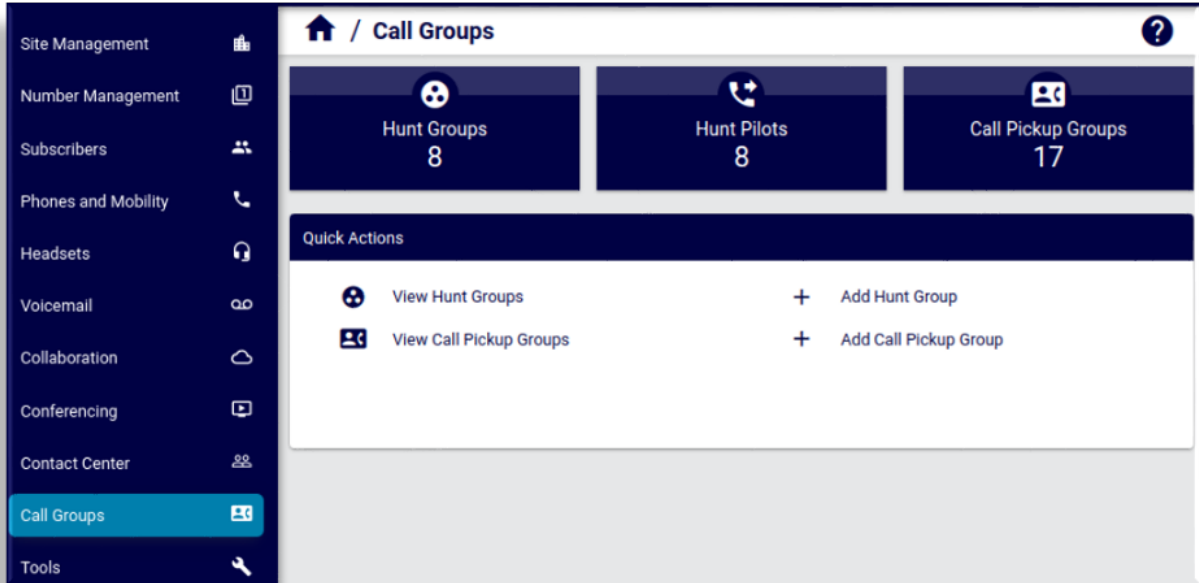 Site Management
Number Management
Subscribers
Phones and Mobility
Headsets
Voicemail
Collaboration
Conferencing
Contact Center
Call Groups
Tools
/ Call Groups
?
Hunt Groups
8
Hunt Pilots
8
Call Pickup Groups
17
Quick Actions
View Hunt Groups
+ Add Hunt Group
View Call Pickup Groups
+ Add Call Pickup Group